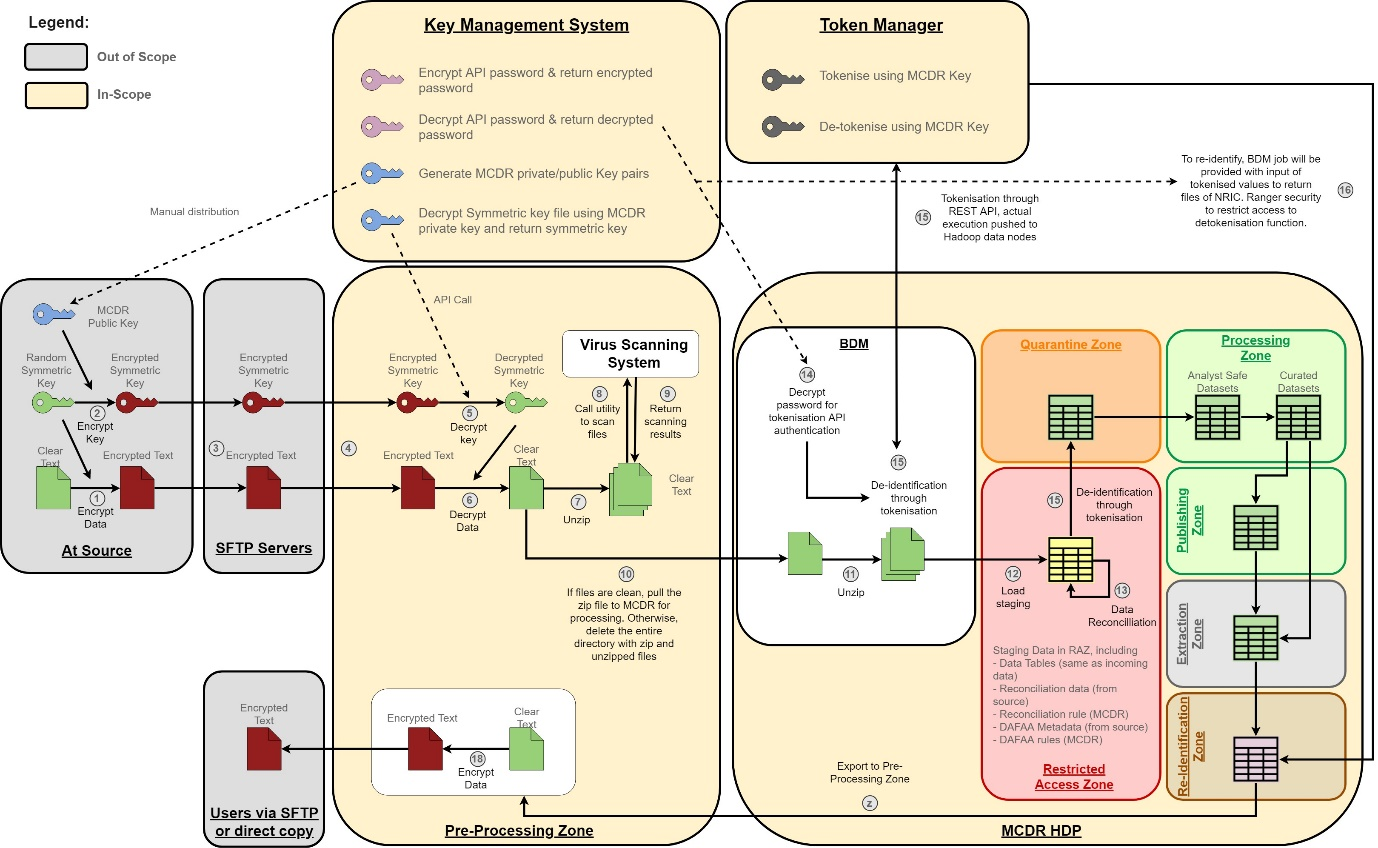 Legend:
Out of Scope
In-Scope
Key Management System
Encrypt API password & return encrypted
password
Decrypt API password & return decrypted
password
Generate MCDR private/public Key pairs
Decrypt Symmetric key file using MCDR
private key and return symmetric key
Token Manager
Tokenise using MCDR Key
De-tokenise using MCDR Key
To re-identify, BDM job will be
provided with input of
tokenised values to return
files of NRIC. Ranger security
to restrict access to
detokenisation function.
16
15
Tokenisation through
REST API, actual
execution pushed to
Hadoop data nodes
Manual distribution
API Call
MCDR
Public Key
Random
Symmetric
Key
Encrypted
Symmetric
Key
2
Encrypt
Key
Clear
Text
Encrypted Text
1
Encrypt
Data
At Source
Encrypted
Symmetric
Key
3
Encrypted Text
SFTP Servers
4
Encrypted
Symmetric
Key
Decrypted
Symmetric
Key
5
Decrypt
key
Encrypted Text
Clear
Text
6
Decrypt
Data
7
Unzip
Virus Scanning
System
8
Call utility
to scan
files
9
Return
scanning
results
Clear
Text
10
If files are clean, pull the
zip file to MCDR for
processing. Otherwise,
delete the entire
directory with zip and
unzipped files
Encrypted Text
Clear
Text
18
Encrypt
Data
Pre-Processing Zone
Encrypted
Text
Users via SFTP
or direct copy
BDM
14
Decrypt
password for
tokenisation API
authentication
15
De-identification
through
tokenisation
11
Unzip
12
Load
staging
Quarantine Zone
15
De-identification
through
tokenisation
13
Data
Reconcilliation
Staging Data in RAZ, including
- Data Tables (same as incoming
data)
- Reconciliation data (from
source)
- Reconciliation rule (MCDR)
- DAFAA Metadata (from source)
- DAFAA rules (MCDR)
Restricted
Access Zone
Processing
Zone
Analyst Safe
Datasets
Curated
Datasets
Publishing
Zone
Extraction
Zone
Re-Identification
Zone
Export to Pre-
Processing Zone
z
MCDR HDP